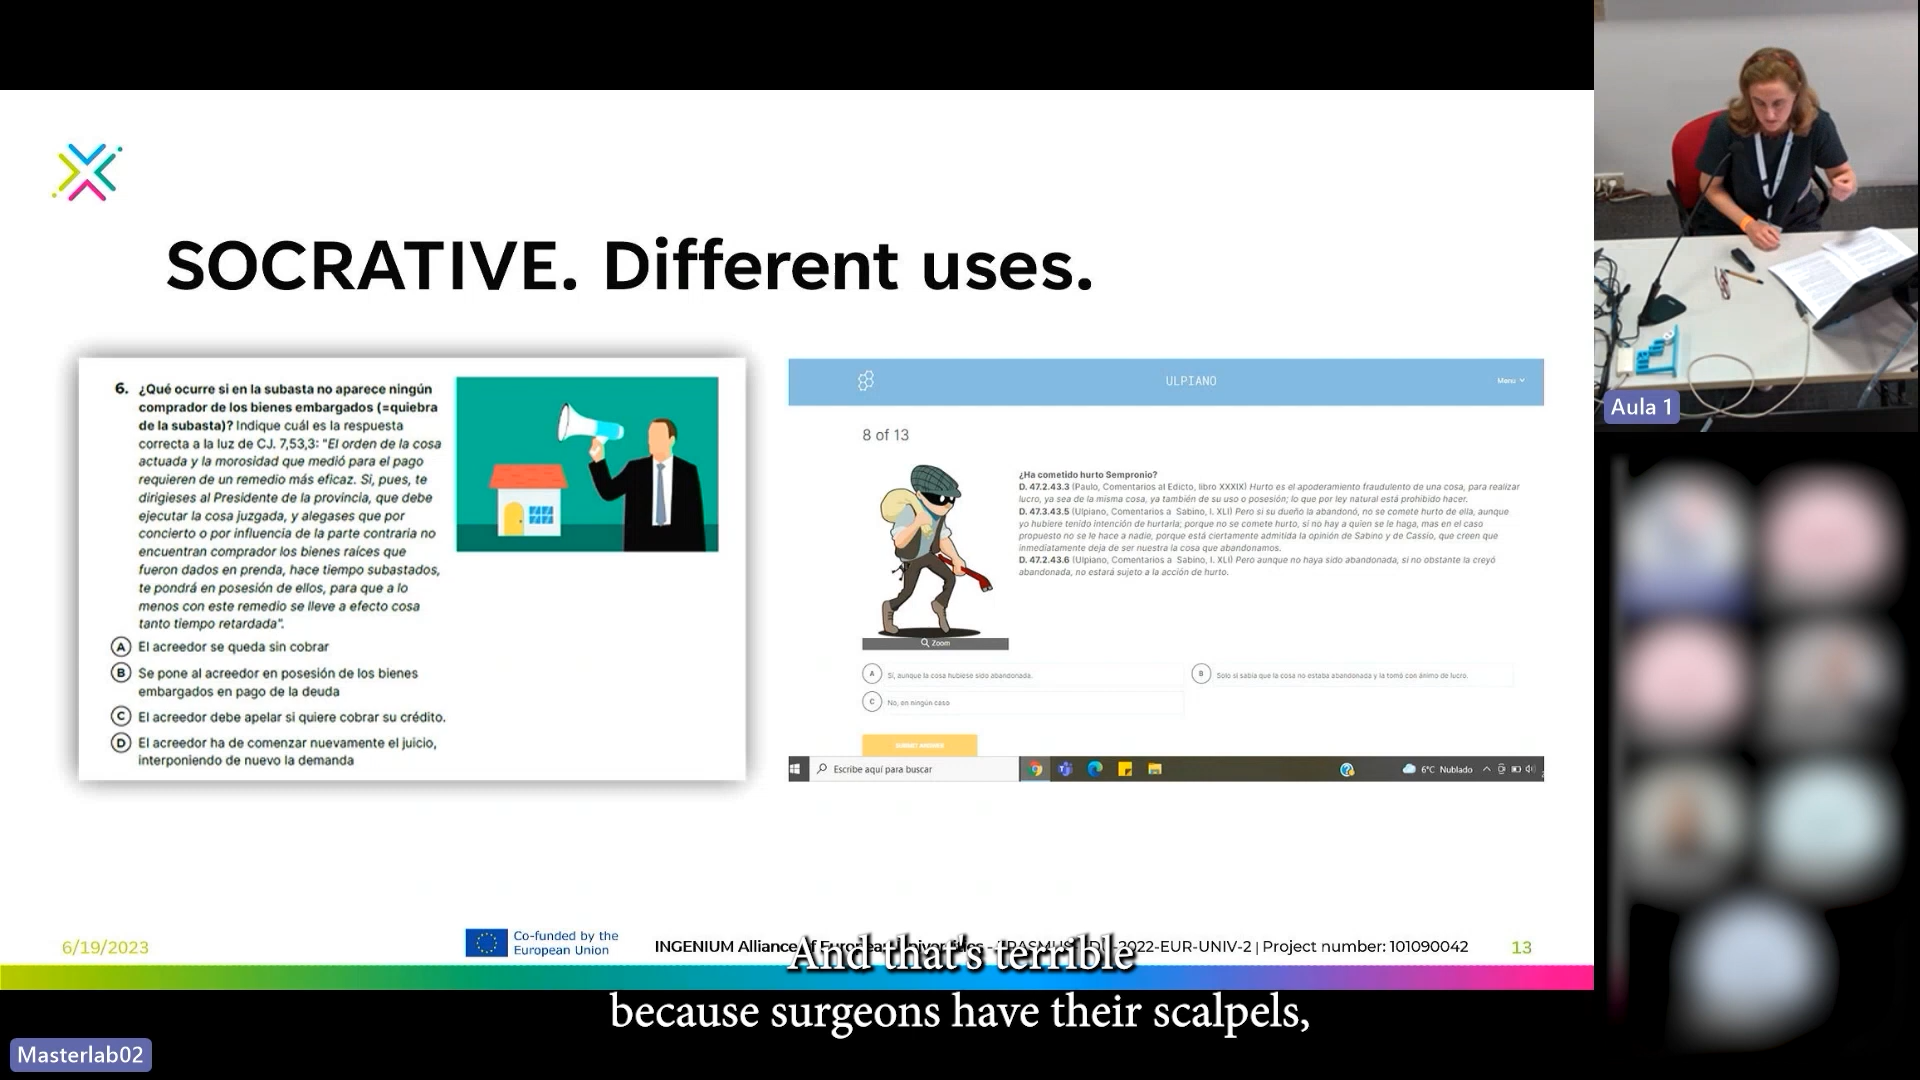 SOCRATIVE. Different uses.
6. ¿Qué ocurre si en la subasta no aparece ningún
comprador de los bienes embargados (=quiebra
de la subasta)? Indique cuál es la respuesta
correcta a la luz de CJ. 7,53,3: "El orden de la cosa
actuada y la morosidad que medió para el pago
requieren de un remedio más eficaz. Si, pues, te
dirigieses al Presidente de la provincia, que debe
ejecutar la cosa juzgada, y alegases que por
concierto o por influencia de la parte contraria no
encuentran comprador los bienes raíces que
fueron dados en prenda, hace tiempo subastados,
te pondrá en posesión de ellos, para que a lo
menos con este remedio se lleve a efecto cosa
tanto tiempo retardada".
A El acreedor se queda sin cobrar
B Se pone al acreedor en posesión de los bienes
embargados en pago de la deuda
C El acreedor debe apelar si quiere cobrar su crédito.
D El acreedor ha de comenzar nuevamente el juicio,
interponiendo de nuevo la demanda
ULPIANO
Menu
8 of 13
¿Ha cometido hurto Sempronio?
D. 47.2.43.3 (Paulo, Comentarios al Edicto, libro XXXIX) Hurto es el apoderamiento fraudulento de una cosa, para realizar
lucro, ya sea de la misma cosa, ya también de su uso o posesión; lo que por ley natural está prohibido hacer.
D. 47.3.43.5 (Ulpiano, Comentarios a Sabino, l. XLI) Pero si su dueño la abandonó, no se comete hurto de ella, aunque
yo hubiere tenido intención de hurtarla; porque no se comete hurto, si no hay a quien se le haga, mas en el caso
propuesto no se le hace a nadie, porque está ciertamente admitida la opinión de Sabino y de Cassio, que creen que
inmediatamente deja de ser nuestra la cosa que abandonamos.
D. 47.2.43.6 (Ulpiano, Comentarios a Sabino, l. XLI) Pero aunque no haya sido abandonada, si no obstante la creyó
abandonada, no estará sujeto a la acción de hurto.
Zoom
A Sí, aunque la cosa hubiese sido abandonada.
B Solo si sabía que la cosa no estaba abandonada y la tomó con ánimo de lucro.
C No, en ningún caso
SUBMIT ANSWER
Escribe aquí para buscar
6°C Nublado
6/19/2023
Co-funded by the
European Union
INGENIUM Alliance of European Universities - ERASMUS-EDU-2022-EUR-UNIV-2 | Project number: 101090042
13
And that's terrible
because surgeons have their scalpels,
Masterlab02
Aula 1